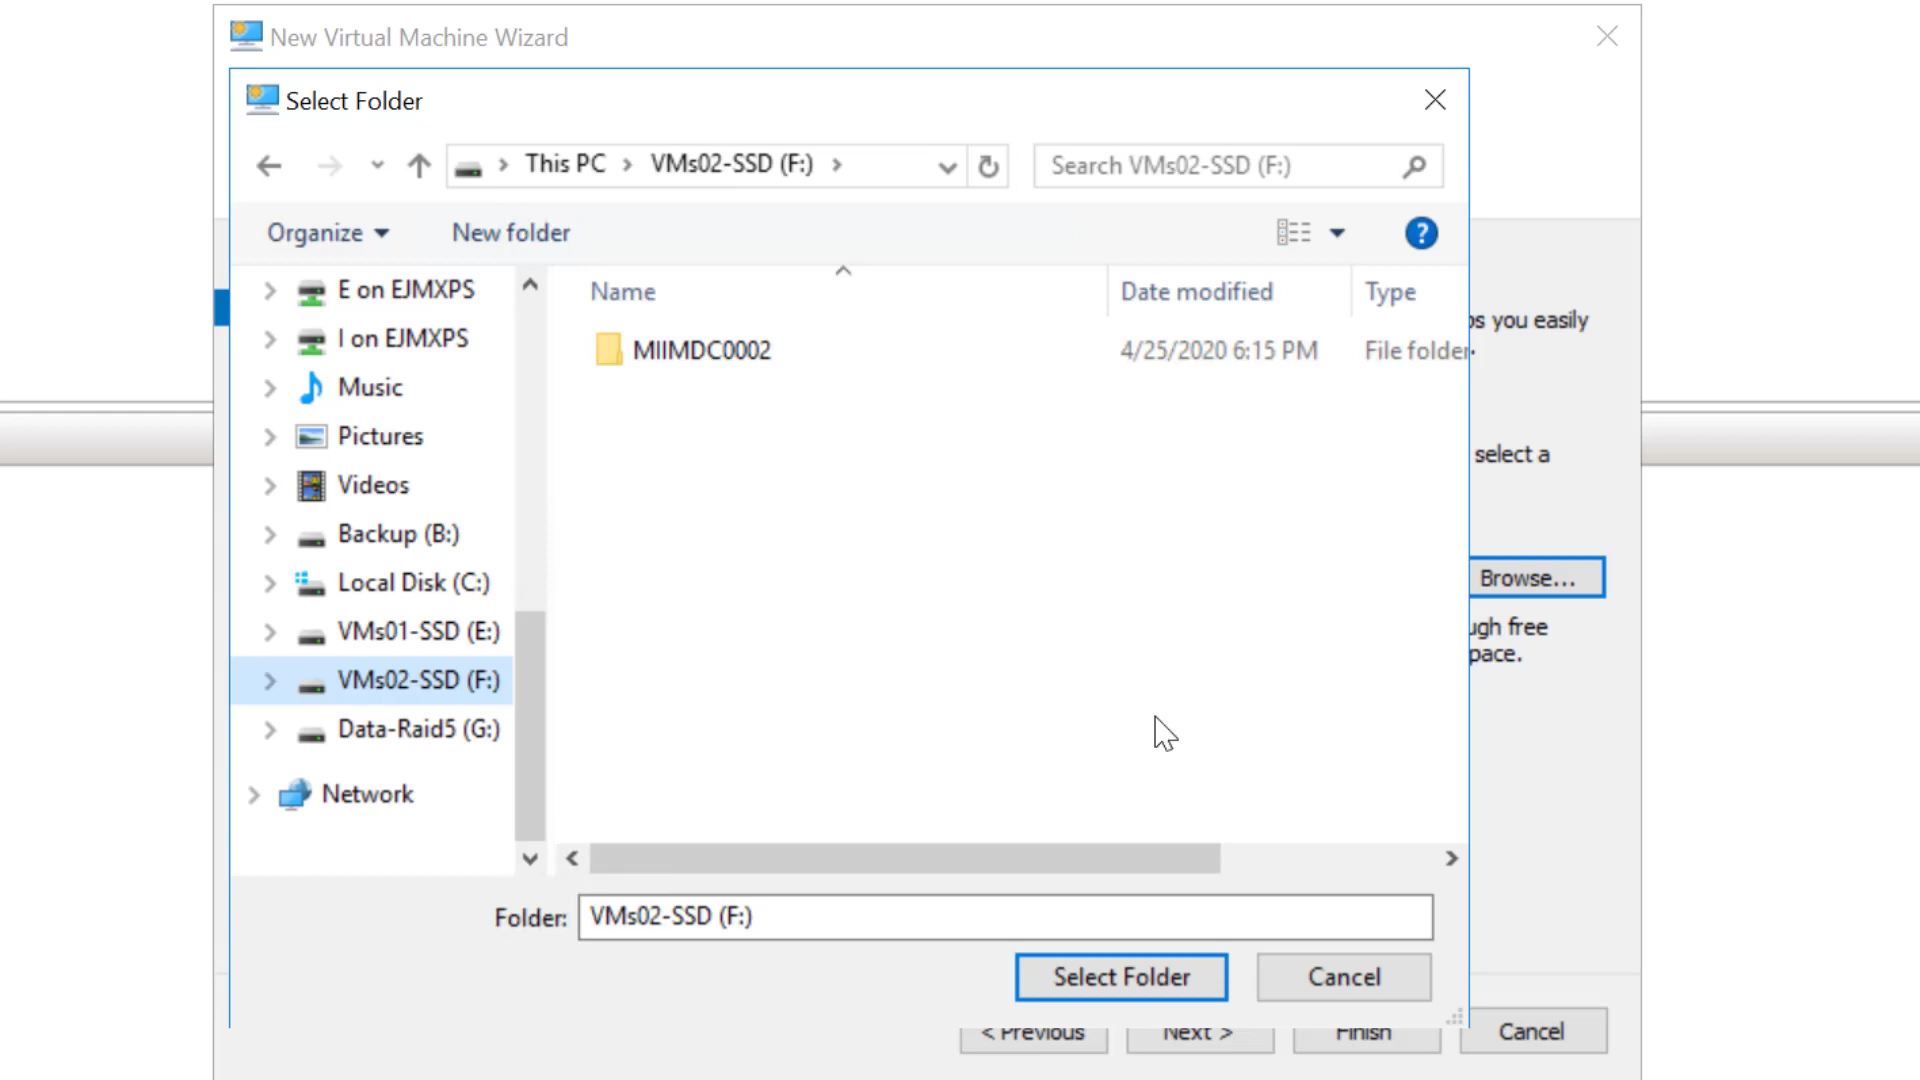 New Virtual Machine Wizard
Select Folder
This PC
VMs02-SSD (F:)
Search VMs02-SSD (F:)
Organize
New folder
?
E on EJMXPS
I on EJMXPS
Music
Pictures
Videos
Backup (B:)
Local Disk (C:)
VMs01-SSD (E:)
VMs02-SSD (F:)
Data-Raid5 (G:)
Network
Name
Date modified
Type
MIIMDC0002
4/25/2020 6:15 PM
File folder
you easily
select a
Browse...
free
Folder:
VMs02-SSD (F:)
Select Folder
Cancel
< Previous
Next >
Finish
Cancel